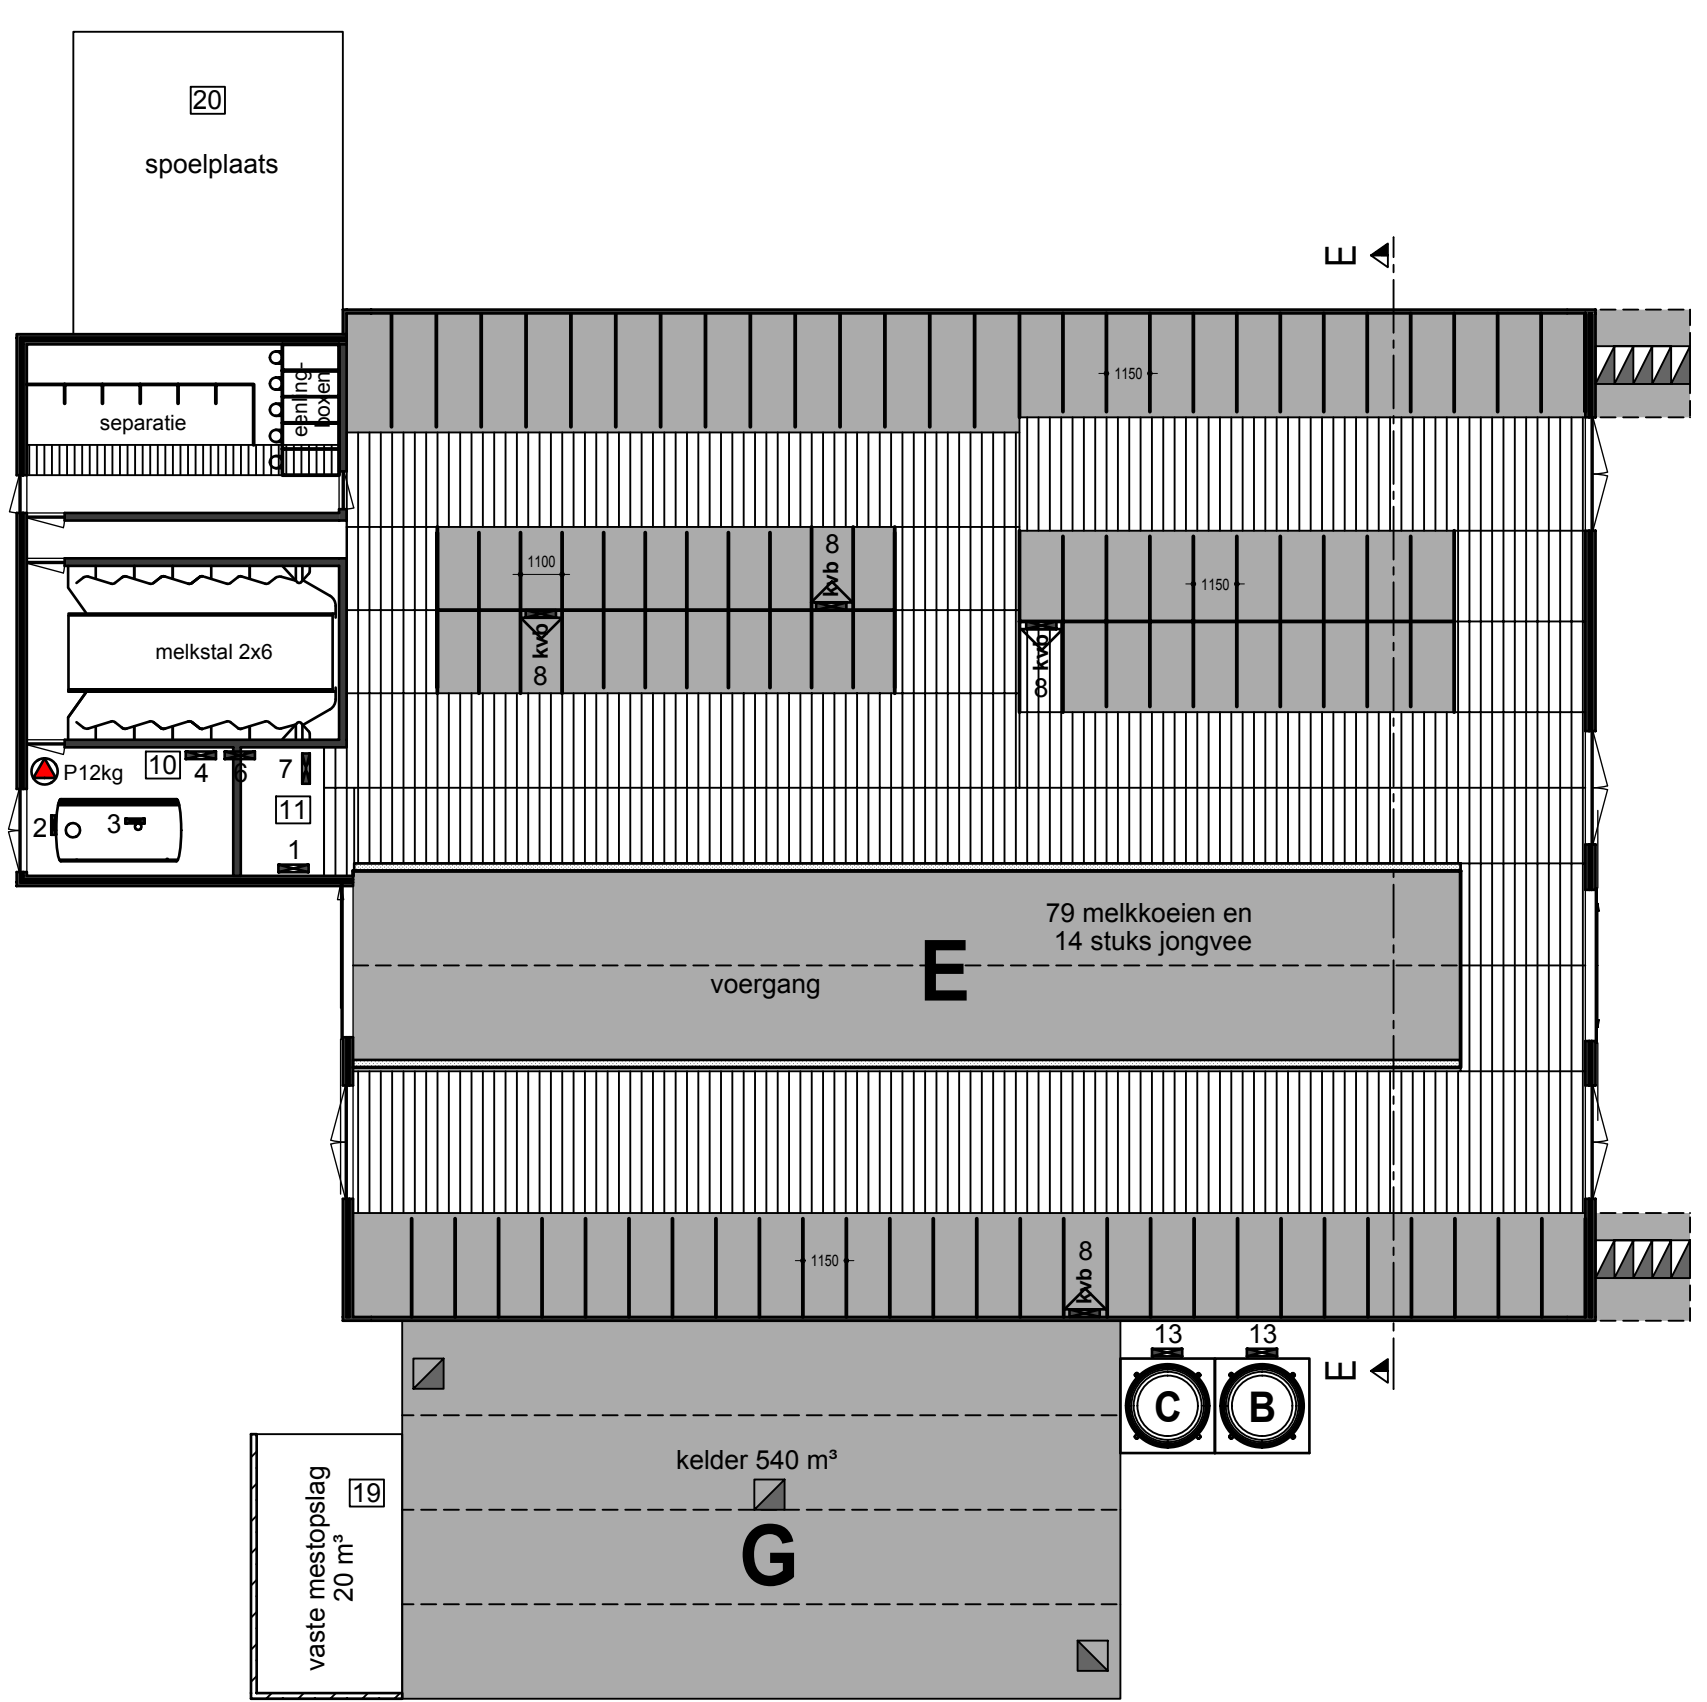 20
spoelplaats
E
eenling-
boxen
separatie
1150
1100
kvb 8
8 kvb
1150
8 kvb
melkstal 2x6
P12kg
10
4
6
7
11
2
3
1
79 melkkoeien en
14 stuks jongvee
voergang
E
1150
kvb 8
13
13
C
B
E
kelder 540 m³
G
19
vaste mestopslag
20 m³